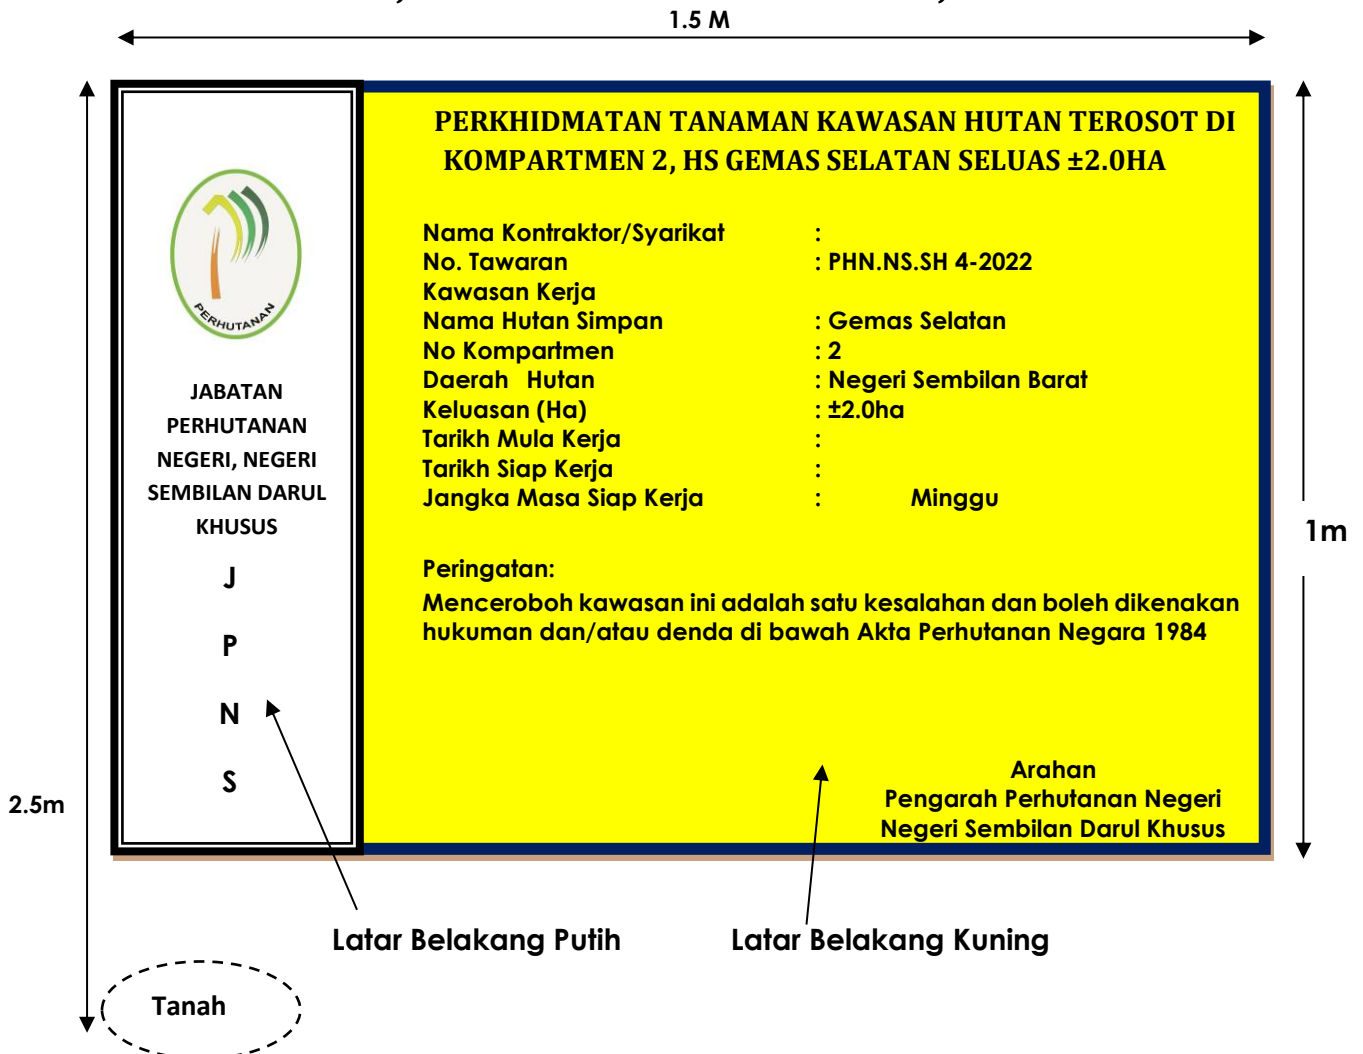 1.5 M
PERKHIDMATAN TANAMAN KAWASAN HUTAN TEROSOT DI
KOMPARTMEN 2, HS GEMAS SELATAN SELUAS ±2.0HA
PERHUTANAN
JABATAN
PERHUTANAN
NEGERI, NEGERI
SEMBILAN DARUL
KHUSUS
J
P
N
S
Nama Kontraktor/Syarikat :
No. Tawaran : PHN.NS.SH 4-2022
Kawasan Kerja
Nama Hutan Simpan : Gemas Selatan
No Kompartmen : 2
Daerah Hutan : Negeri Sembilan Barat
Keluasan (Ha) : ±2.0ha
Tarikh Mula Kerja :
Tarikh Siap Kerja :
Jangka Masa Siap Kerja : Minggu
Peringatan:
Menceroboh kawasan ini adalah satu kesalahan dan boleh dikenakan
hukuman dan/atau denda di bawah Akta Perhutanan Negara 1984
Arahan
Pengarah Perhutanan Negeri
Negeri Sembilan Darul Khusus
1m
2.5m
Latar Belakang Putih
Latar Belakang Kuning
Tanah